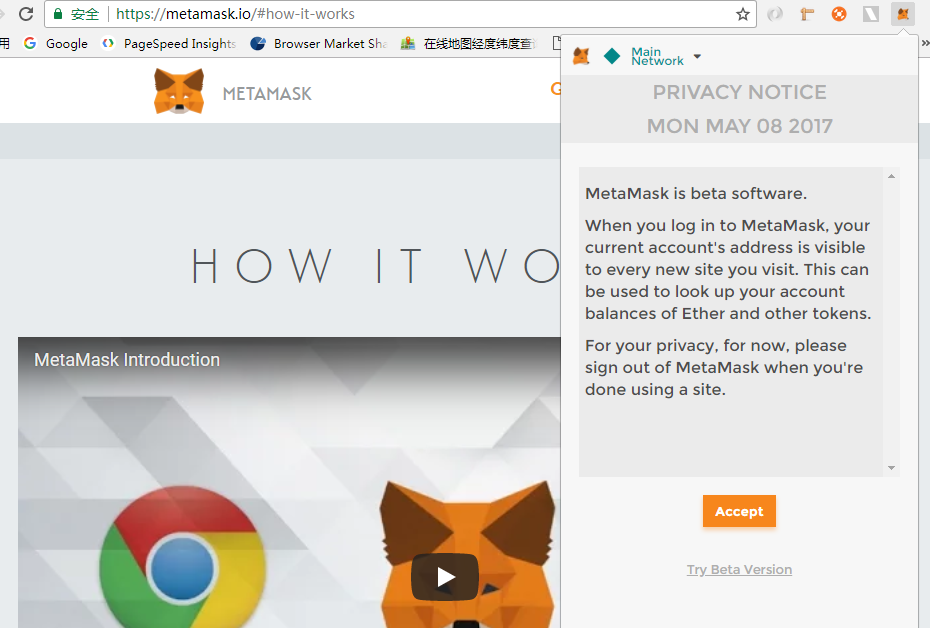 安全 https://metamask.io/#how-it-works
用 Google PageSpeed Insights Browser Market Sha 在线地图经度纬度查 »
METAMASK G
Main
Network
PRIVACY NOTICE
MON MAY 08 2017
MetaMask is beta software.
When you log in to MetaMask, your
current account's address is visible
to every new site you visit. This can
be used to look up your account
balances of Ether and other tokens.
For your privacy, for now, please
sign out of MetaMask when you're
done using a site.
Accept
Try Beta Version
HOW IT WO
MetaMask Introduction